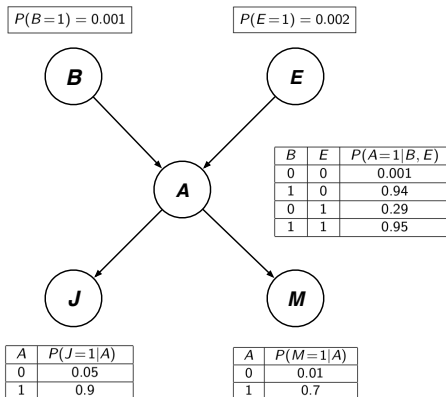 P(B=1) = 0.001
P(E=1) = 0.002
B
E
A
B E P(A=1|B, E)
0 0 0.001
1 0 0.94
0 1 0.29
1 1 0.95
J
M
A P(J=1|A)
0 0.05
1 0.9
A P(M=1|A)
0 0.01
1 0.7